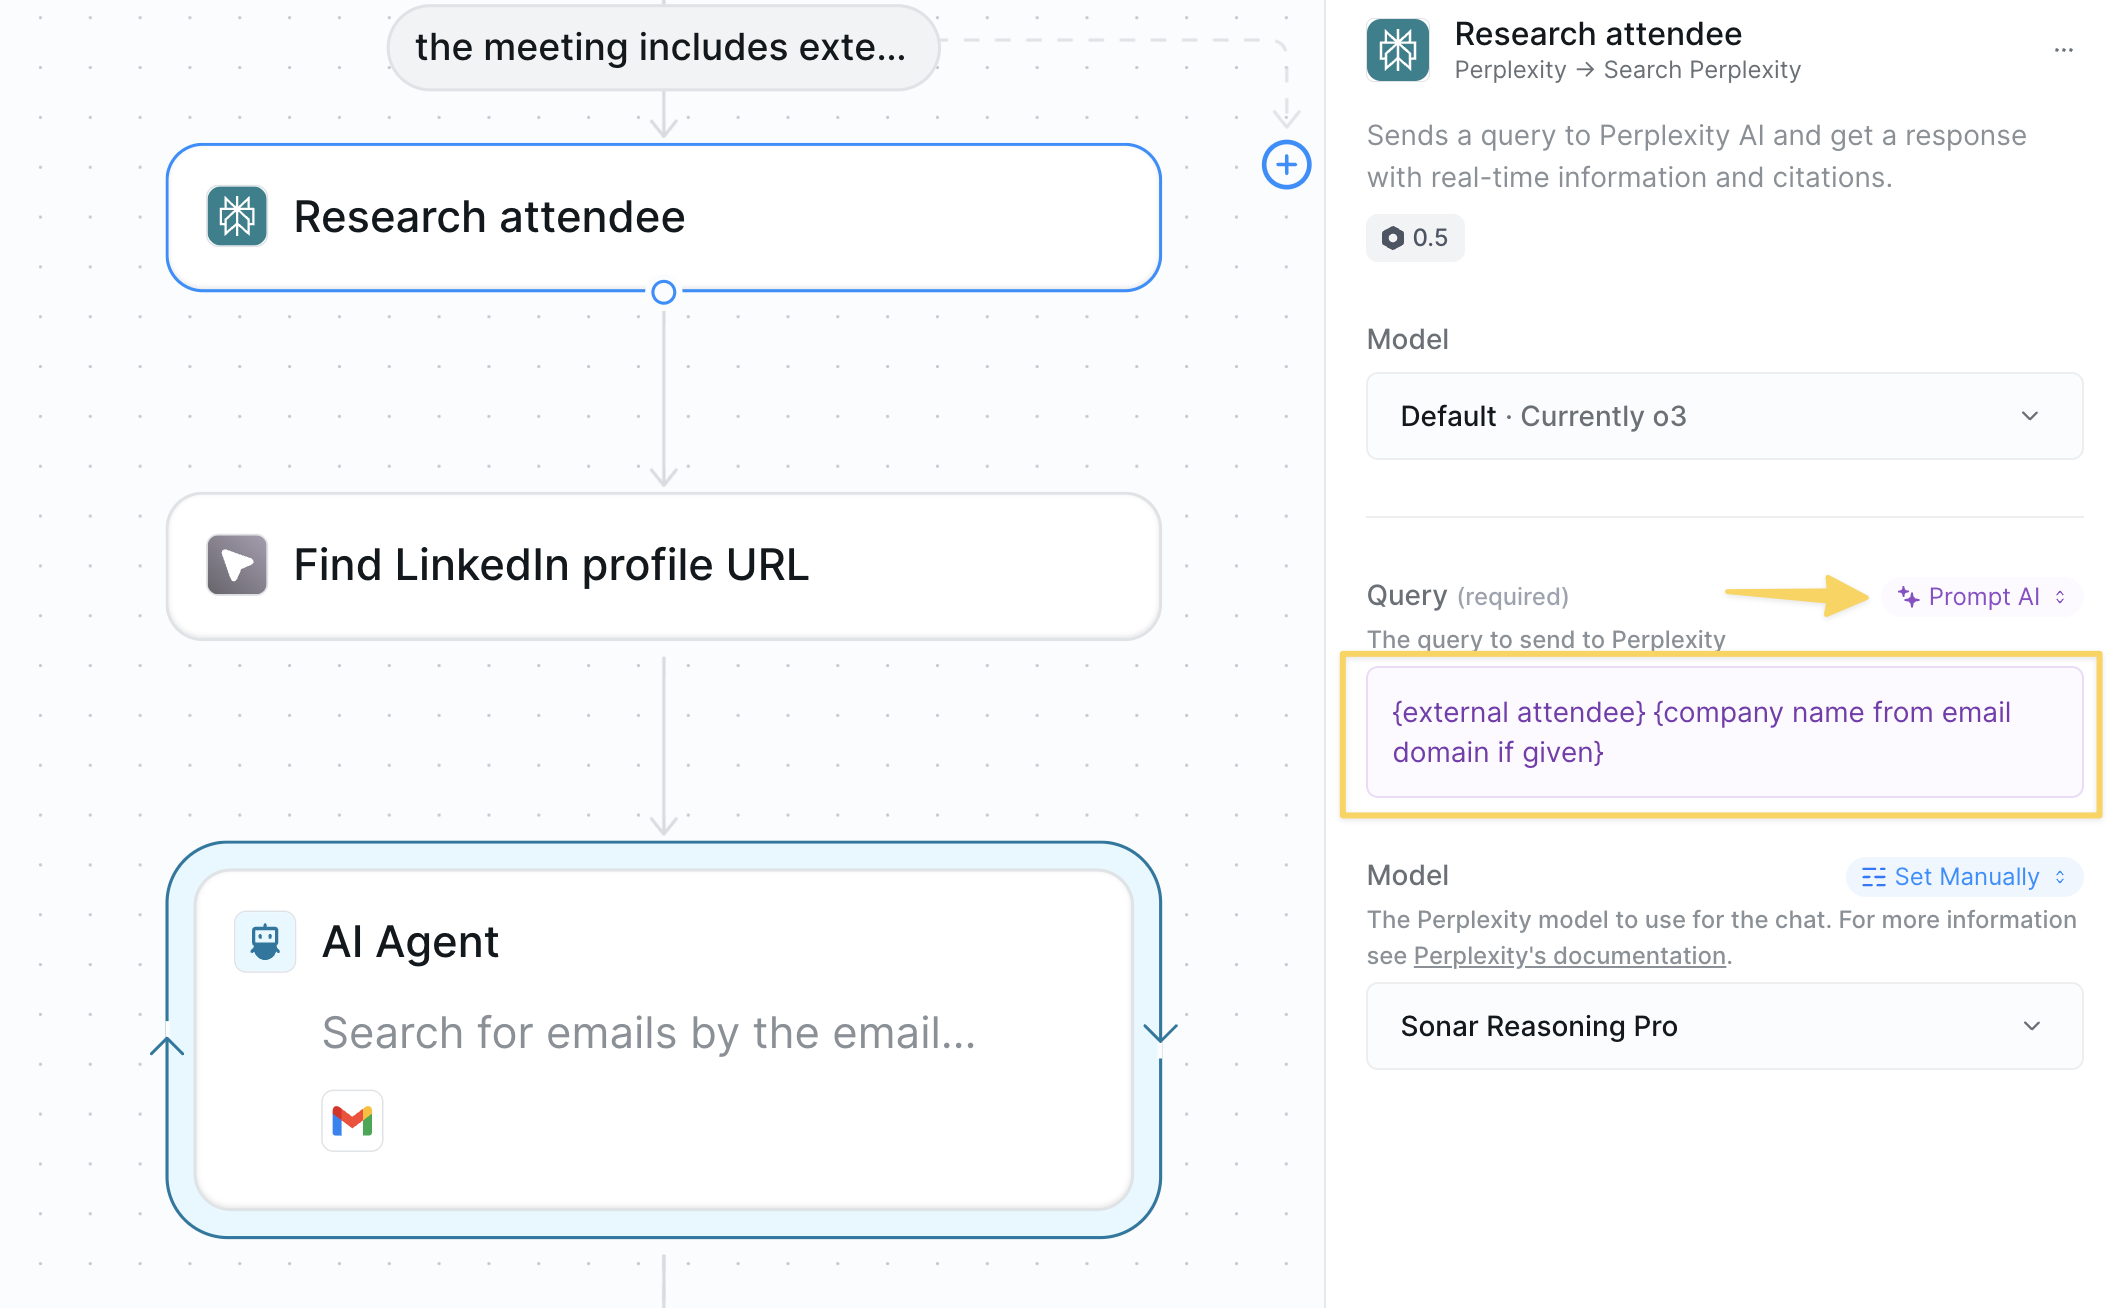 the meeting includes exte...
Research attendee
Find LinkedIn profile URL
AI Agent
Search for emails by the email...
Research attendee
Perplexity → Search Perplexity
Sends a query to Perplexity AI and get a response
with real-time information and citations.
0.5
Model
Default · Currently o3
Query (required)
Prompt AI
The query to send to Perplexity
{external attendee} {company name from email
domain if given}
Model
Set Manually
The Perplexity model to use for the chat. For more information
see Perplexity's documentation.
Sonar Reasoning Pro